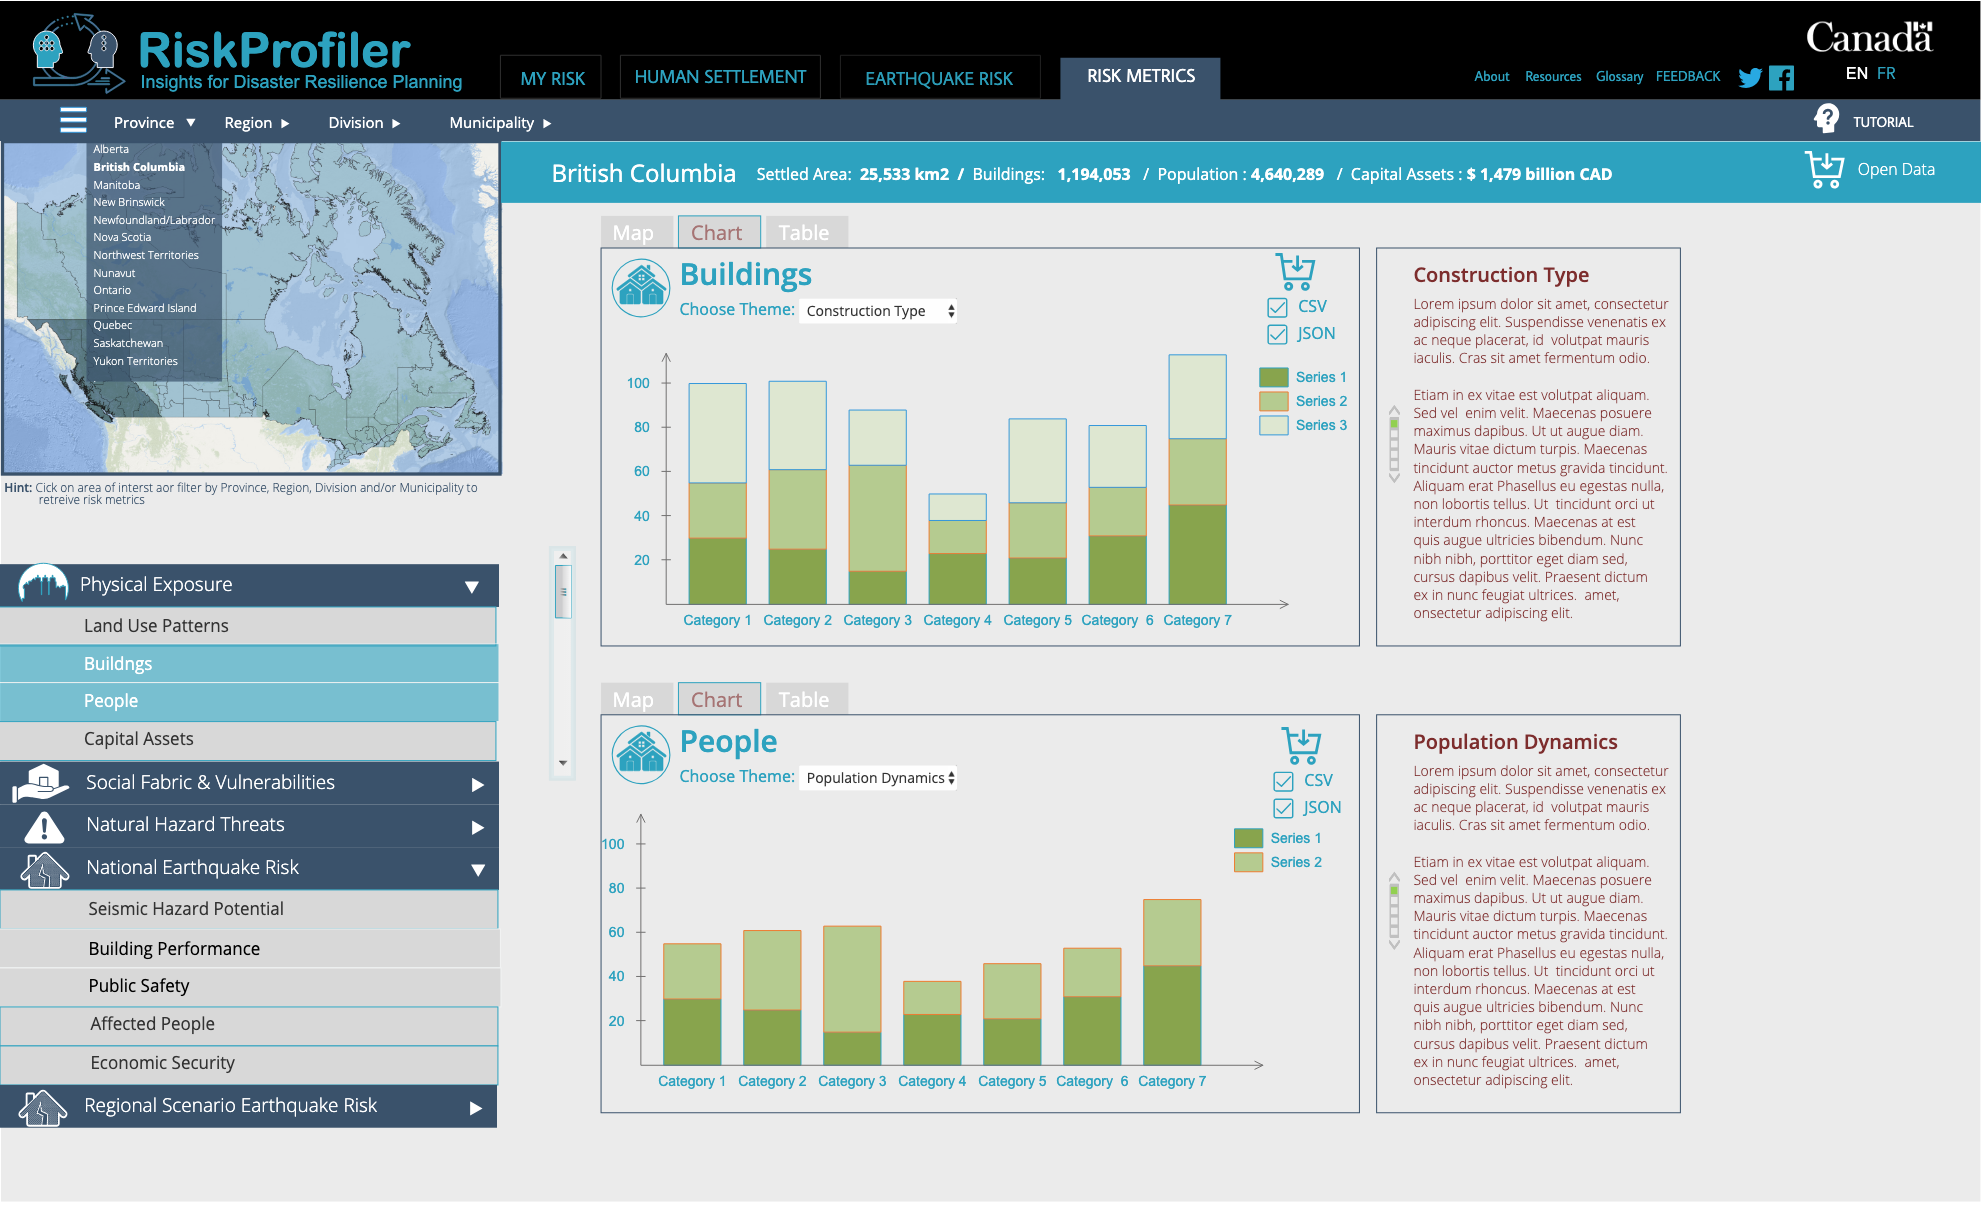 RiskProfiler
Insights for Disaster Resilience Planning
MY RISK
HUMAN SETTLEMENT
EARTHQUAKE RISK
RISK METRICS
About Resources Glossary FEEDBACK
Canada
EN FR
Province ▼ Region ▶ Division ▶ Municipality ▶
TUTORIAL
Alberta
British Columbia
Manitoba
New Brinswick
Newfoundland/Labrador
Nova Scotia
Northwest Territories
Nunavut
Ontario
Prince Edward Island
Quebec
Saskatchewan
Yukon Territories
Hint: Cick on area of interst aor filter by Province, Region, Division and/or Municipality to
retreive risk metrics
British Columbia Settled Area: 25,533 km2 / Buildings: 1,194,053 / Population : 4,640,289 / Capital Assets : $ 1,479 billion CAD
Open Data
Physical Exposure
Land Use Patterns
Buildngs
People
Capital Assets
Social Fabric & Vulnerabilities
Natural Hazard Threats
National Earthquake Risk
Seismic Hazard Potential
Building Performance
Public Safety
Affected People
Economic Security
Regional Scenario Earthquake Risk
Map Chart Table
Buildings
Choose Theme: Construction Type
CSV
JSON
Series 1
Series 2
Series 3
100
80
60
40
20
Category 1 Category 2 Category 3 Category 4 Category 5 Category 6 Category 7
Construction Type
Lorem ipsum dolor sit amet, consectetur
adipiscing elit. Suspendisse venenatis ex
ac neque placerat, id volutpat mauris
iaculis. Cras sit amet fermentum odio.
Etiam in ex vitae est volutpat aliquam.
Sed vel enim velit. Maecenas posuere
maximus dapibus. Ut ut augue diam.
Mauris vitae dictum turpis. Maecenas
tincidunt auctor metus gravida tincidunt.
Aliquam erat Phasellus eu egestas nulla,
non lobortis tellus. Ut tincidunt orci ut
interdum rhoncus. Maecenas at est
quis augue ultricies bibendum. Nunc
nibh nibh, porttitor eget diam sed,
cursus dapibus velit. Praesent dictum
ex in nunc feugiat ultrices. amet,
onsectetur adipiscing elit.
Map Chart Table
People
Choose Theme: Population Dynamics
CSV
JSON
Series 1
Series 2
100
80
60
40
20
Category 1 Category 2 Category 3 Category 4 Category 5 Category 6 Category 7
Population Dynamics
Lorem ipsum dolor sit amet, consectetur
adipiscing elit. Suspendisse venenatis ex
ac neque placerat, id volutpat mauris
iaculis. Cras sit amet fermentum odio.
Etiam in ex vitae est volutpat aliquam.
Sed vel enim velit. Maecenas posuere
maximus dapibus. Ut ut augue diam.
Mauris vitae dictum turpis. Maecenas
tincidunt auctor metus gravida tincidunt.
Aliquam erat Phasellus eu egestas nulla,
non lobortis tellus. Ut tincidunt orci ut
interdum rhoncus. Maecenas at est
quis augue ultricies bibendum. Nunc
nibh nibh, porttitor eget diam sed,
cursus dapibus velit. Praesent dictum
ex in nunc feugiat ultrices. amet,
onsectetur adipiscing elit.